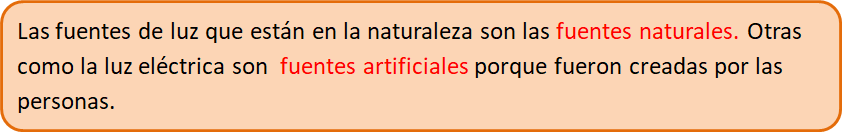 Las fuentes de luz que están en la naturaleza son las fuentes naturales. Otras
como la luz eléctrica son fuentes artificiales porque fueron creadas por las
personas.